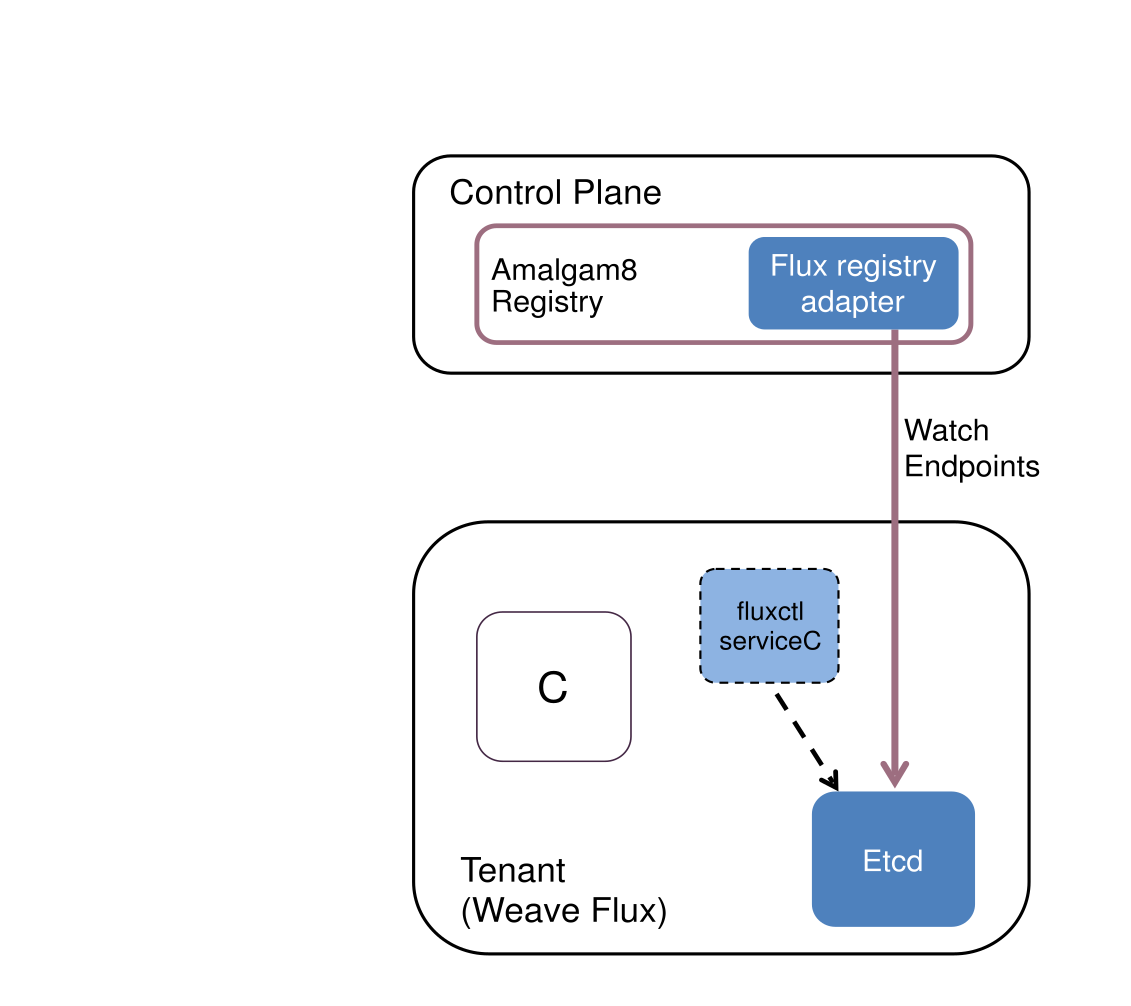 Control Plane
Amalgam8
Registry
Flux registry
adapter
Watch
Endpoints
fluxctl
serviceC
C
Etcd
Tenant
(Weave Flux)